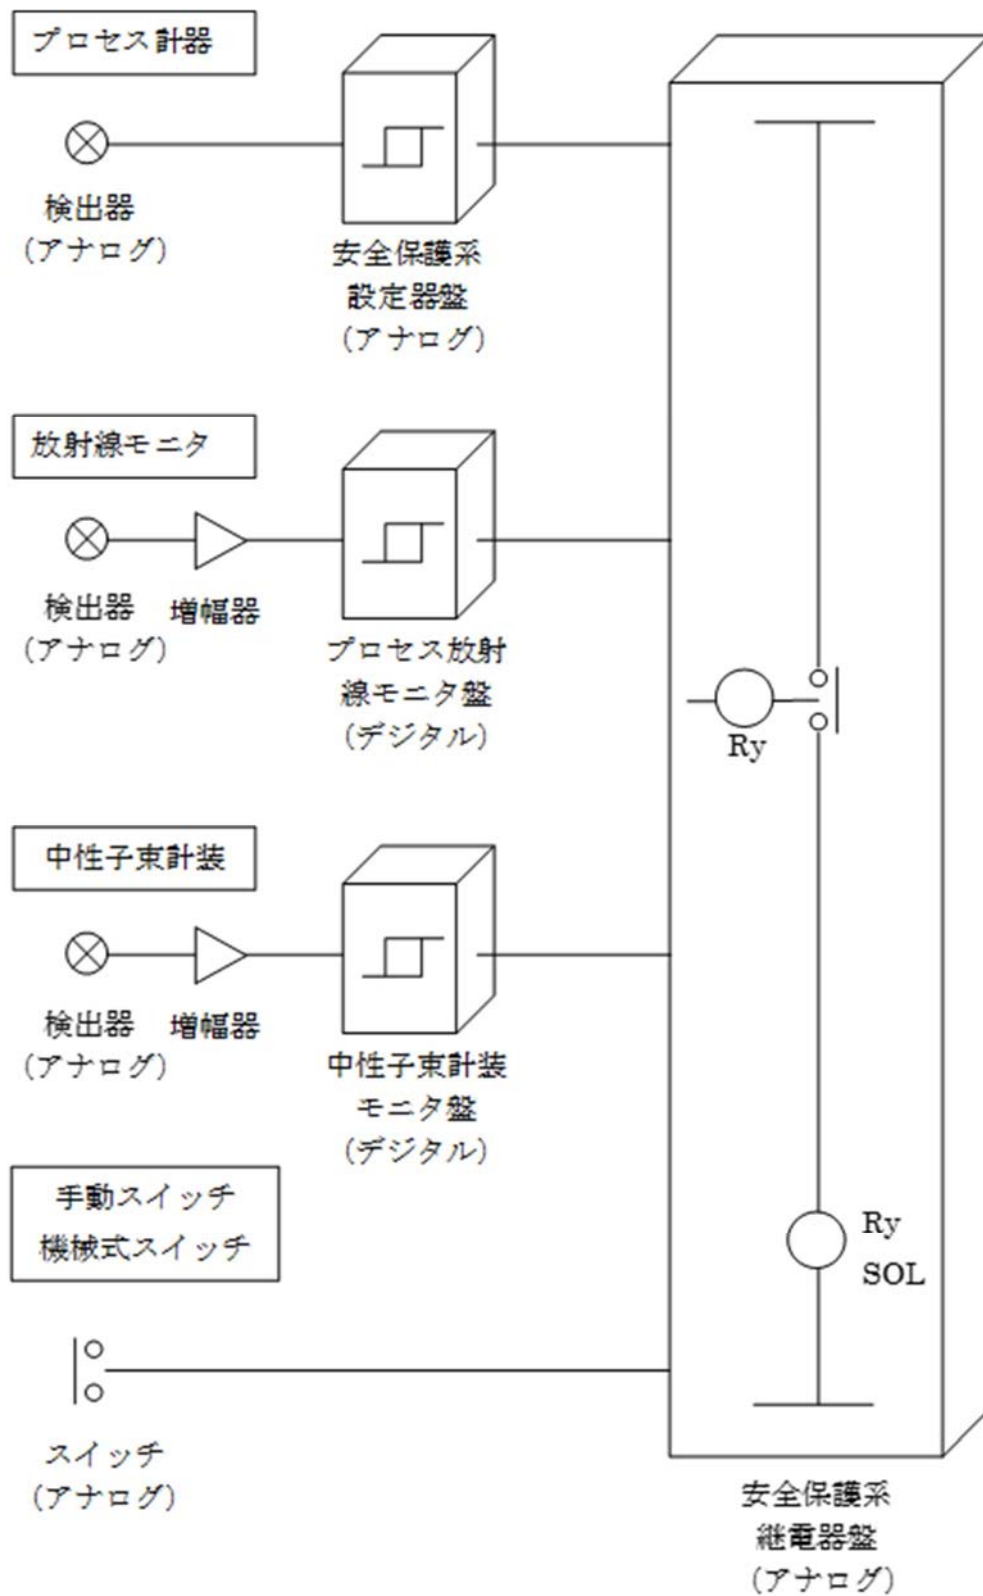 プロセス計器
検出器
(アナログ)
安全保護系
設定器盤
(アナログ)
放射線モニタ
検出器
(アナログ)
増幅器
プロセス放射
線モニタ盤
(デジタル)
Ry
中性子束計装
検出器
(アナログ)
増幅器
中性子束計装
モニタ盤
(デジタル)
手動スイッチ
機械式スイッチ
Ry
SOL
スイッチ
(アナログ)
安全保護系
継電器盤
(アナログ)